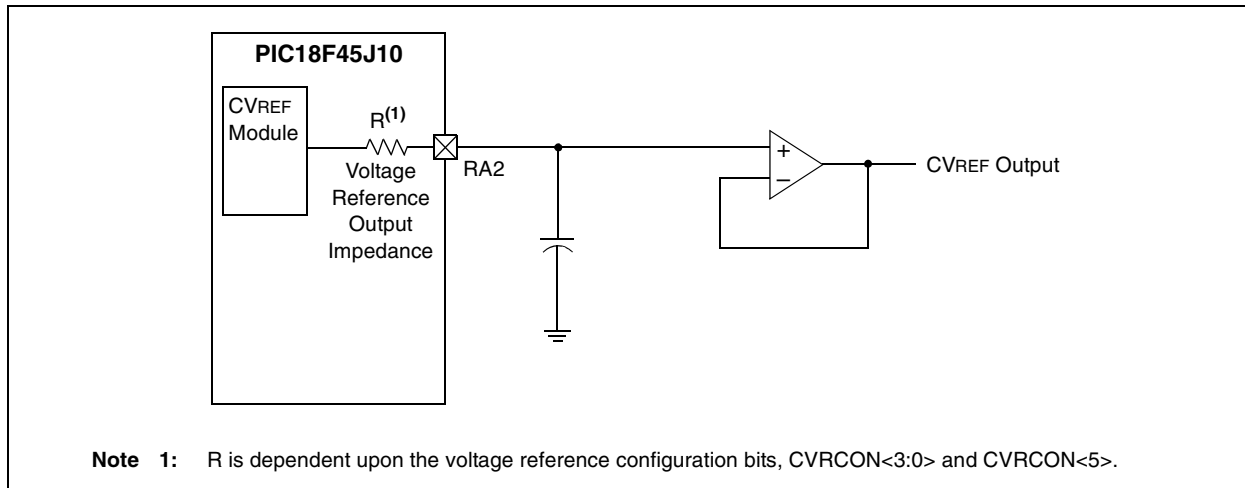 PIC18F45J10
CVREF
Module
R(1)
Voltage
Reference
Output
Impedance
RA2
+
–
CVREF Output
Note 1: R is dependent upon the voltage reference configuration bits, CVRCON<3:0> and CVRCON<5>.